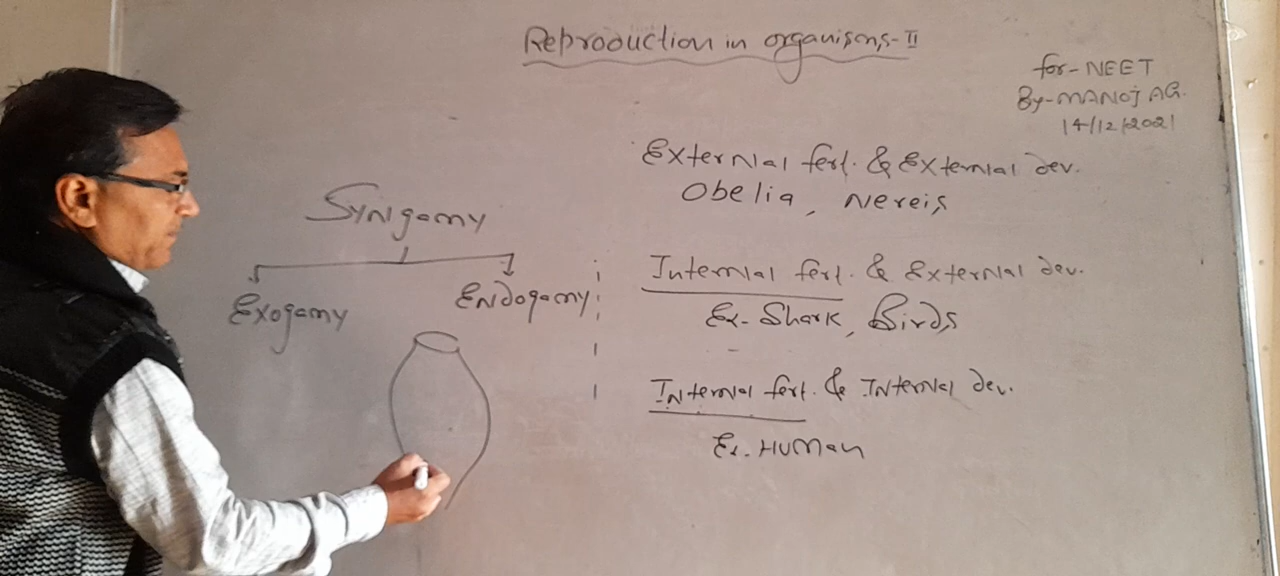 Reproduction in organisms-II
for-NEET
By-MANOJ AG.
14/12/2021
Syngamy
Exogamy
Endogamy
External fert. & External dev.
Obelia, Nereis
Internal fert. & External dev.
Ex- Shark, Birds
Internal fert. & Internal dev.
Ex. Human